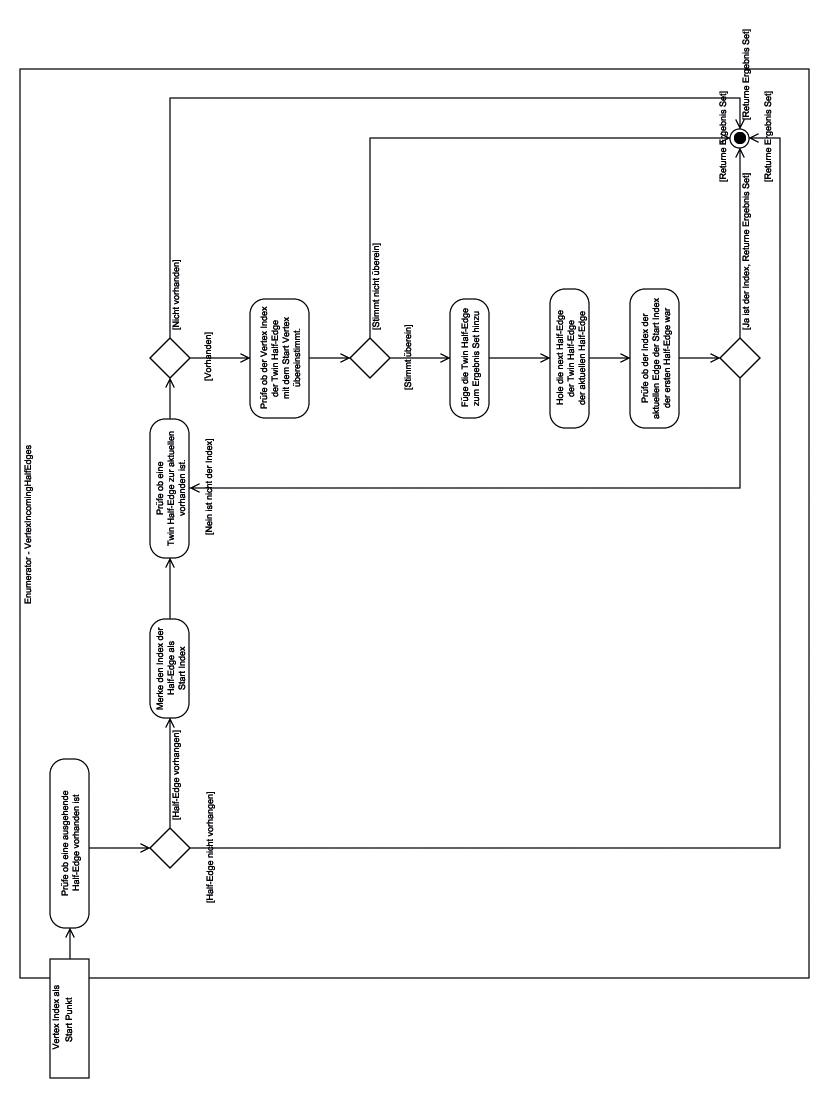 Enumerator - VertexIncomingHalfEdges
Vertex Index als
Start Punkt
Prüfe ob eine ausgehende
Half-Edge vorhanden ist
[Half-Edge vorhangen]
[Half-Edge nicht vorhangen]
Merke den Index der
Half-Edge als
Start Index
Prüfe ob eine
Twin Half-Edge zur aktuellen
vorhanden ist.
[Nein ist nicht der Index]
[Nicht vorhanden]
[Vorhanden]
Prüfe ob der Vertex Index
der Twin Half-Edge
mit dem Start Vertex
übereinstimmt.
[Stimmt nicht überein]
[Stimmt überein]
Füge die Twin Half-Edge
zum Ergebnis Set hinzu
Hole die next Half-Edge
der Twin Half-Edge
der aktuellen Half-Edge
Prüfe ob der Index der
aktuellen Edge der Start Index
der ersten Half-Edge war
[Ja ist der Index, Returne Ergebnis Set]
[Returne Ergebnis Set]
[Returne Ergebnis Set]
[Returne Ergebnis Set]